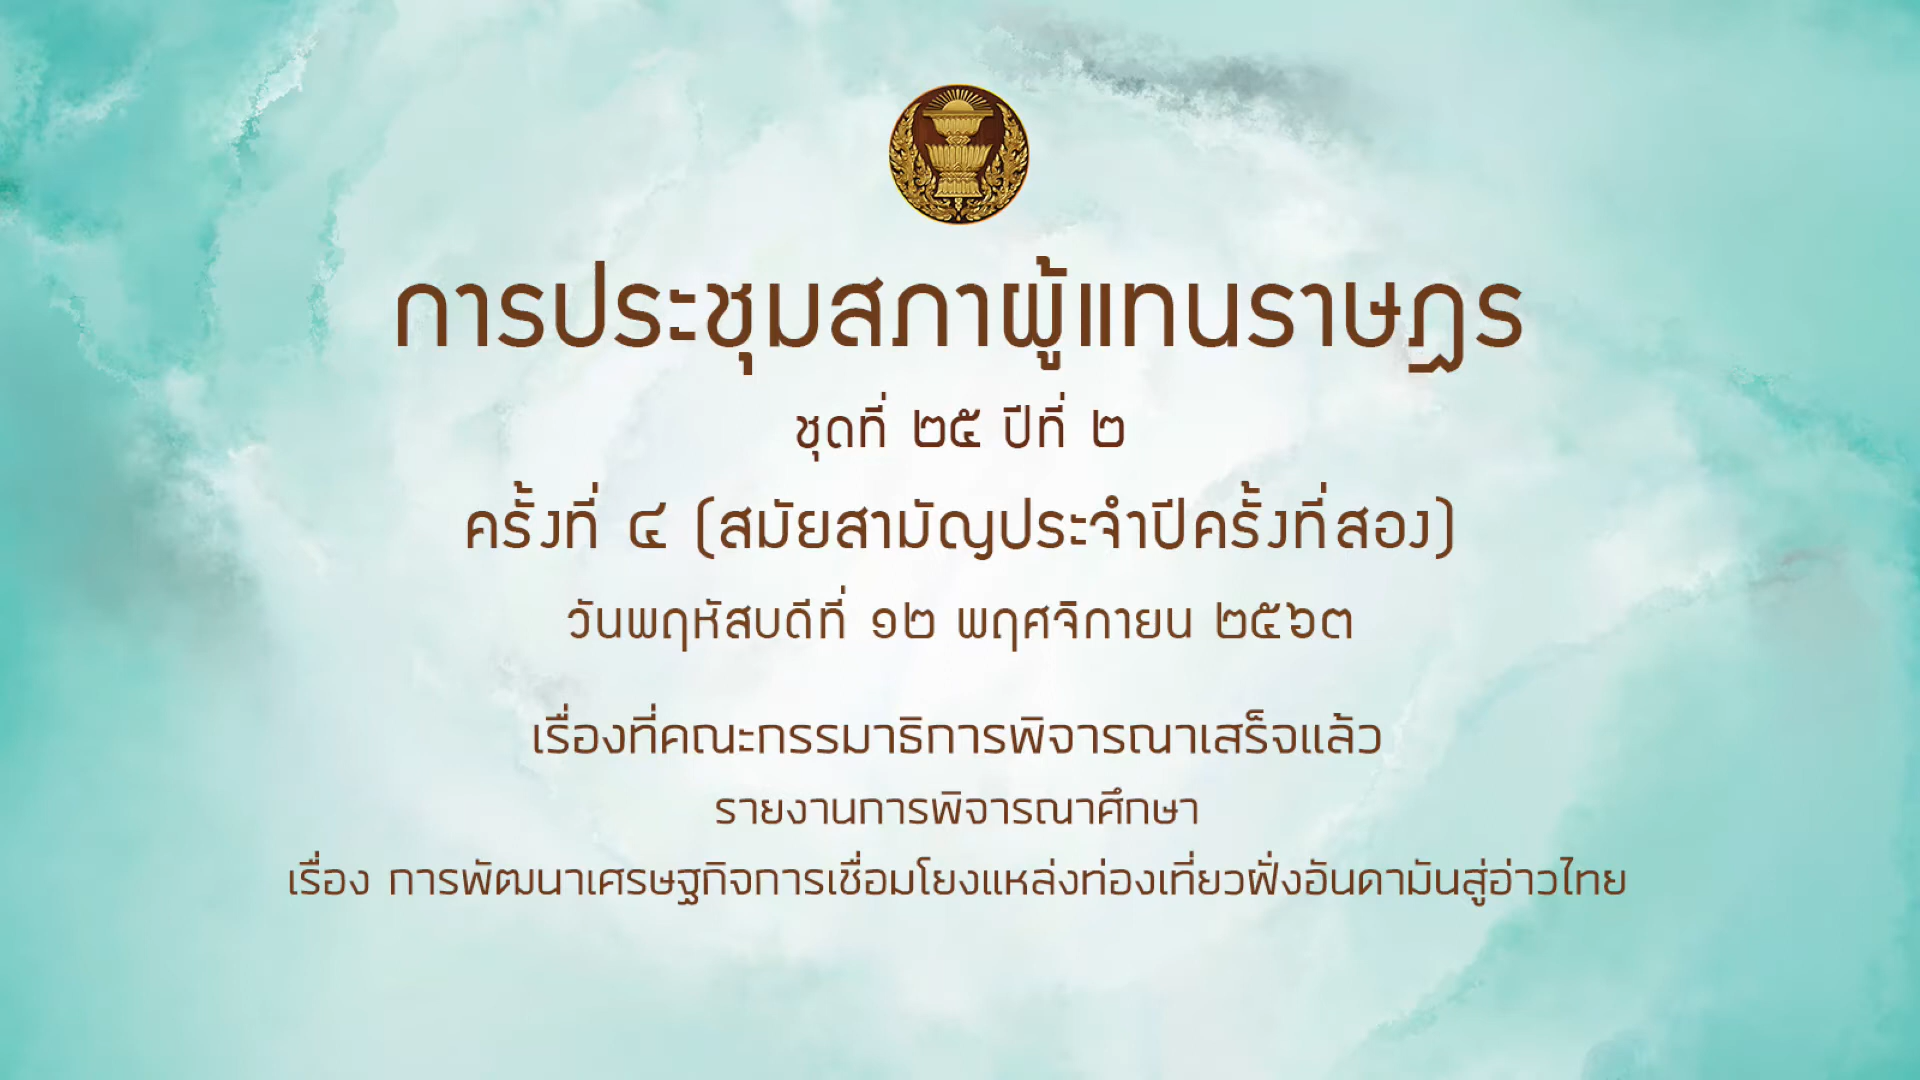 การประชุมสภาผู้แทนราษฎร
ชุดที่ ๒๕ ปีที่ ๒
ครั้งที่ ๔ (สมัยสามัญประจำปีครั้งที่สอง)
วันพฤหัสบดีที่ ๑๒ พฤศจิกายน ๒๕๖๓
เรื่องที่คณะกรรมาธิการพิจารณาเสร็จแล้ว
รายงานการพิจารณาศึกษา
เรื่อง การพัฒนาเศรษฐกิจการเชื่อมโยงแหล่งท่องเที่ยวฝั่งอันดามันสู่อ่าวไทย